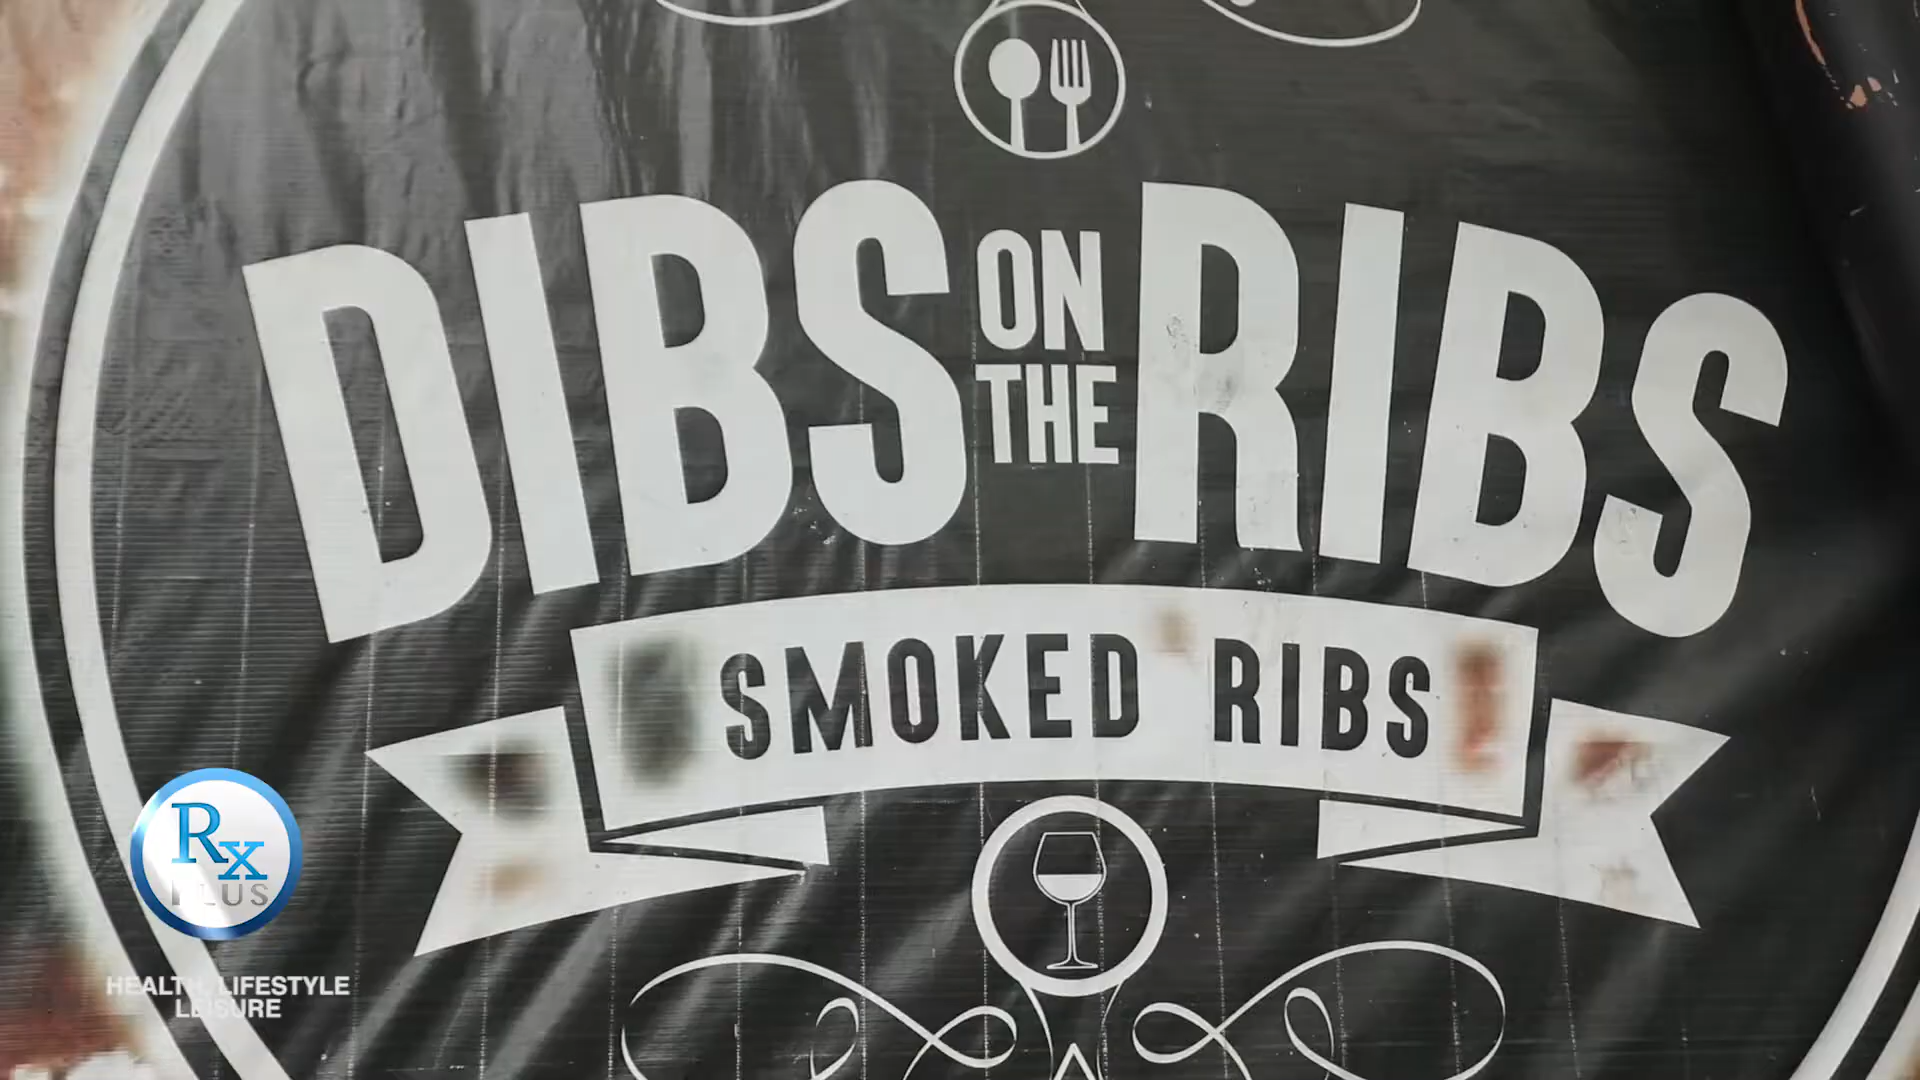 DIBS ON THE RIBS
SMOKED RIBS
Rx
PLUS
HEALTH, LIFESTYLE
LEISURE